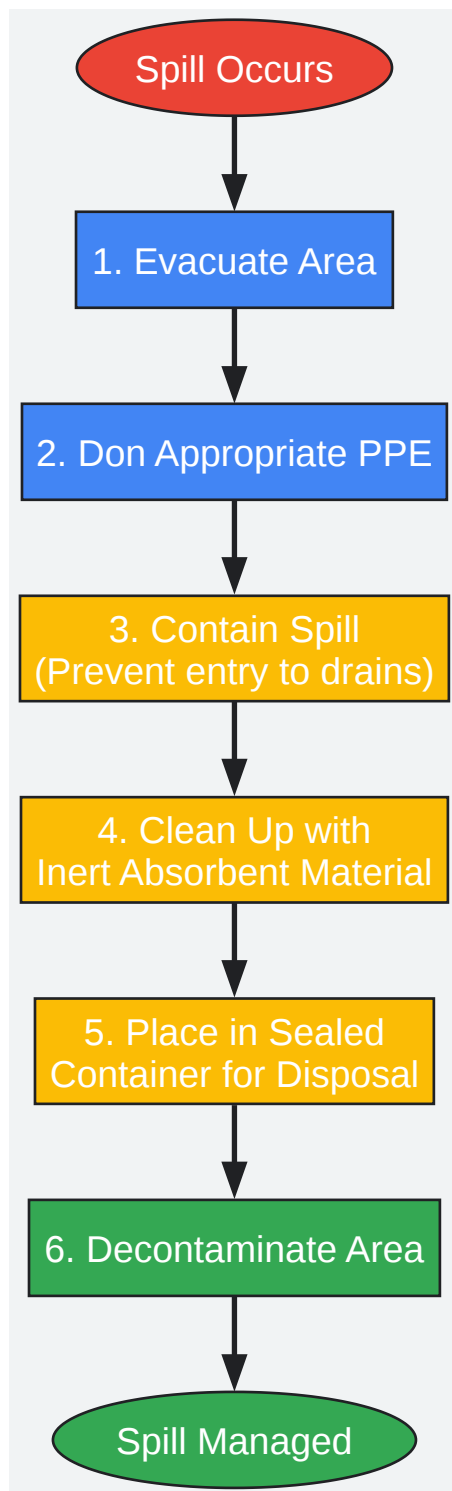 Spill Occurs
1. Evacuate Area
2. Don Appropriate PPE
3. Contain Spill
(Prevent entry to drains)
4. Clean Up with
Inert Absorbent Material
5. Place in Sealed
Container for Disposal
6. Decontaminate Area
Spill Managed